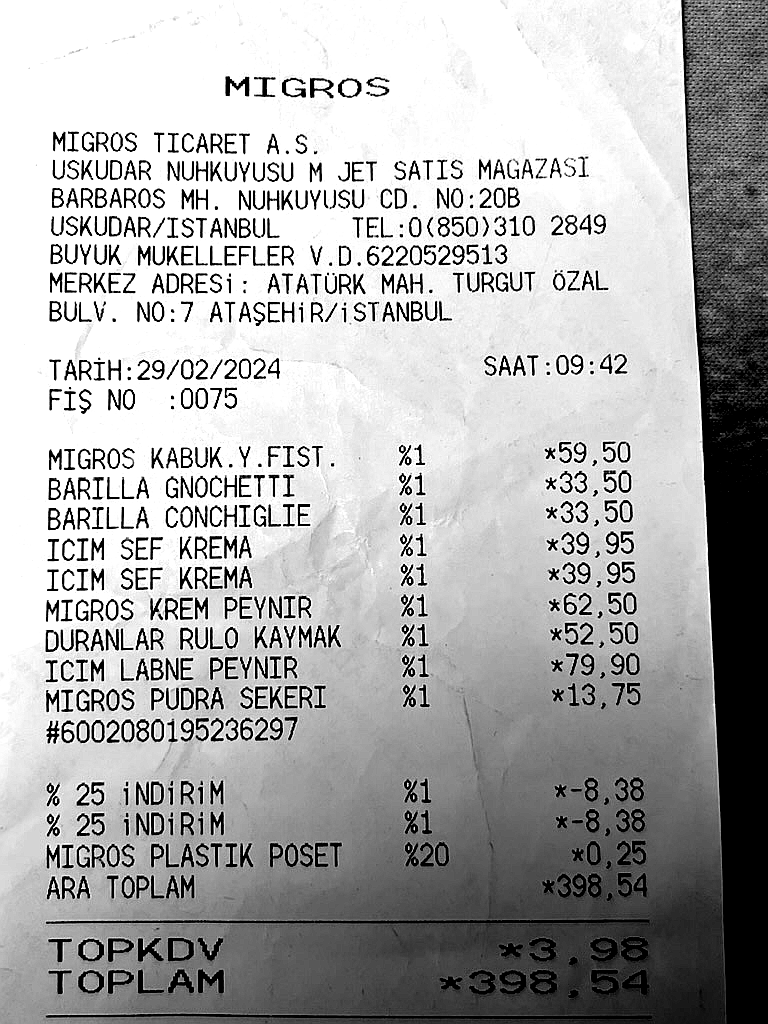 MIGROS
MIGROS TICARET A.S.
USKUDAR NUHKUYUSU M JET SATIS MAGAZASI
BARBAROS MH. NUHKUYUSU CD. NO:20B
USKUDAR/ISTANBUL TEL:0(850)310 2849
BUYUK MUKELLEFLER V.D.6220529513
MERKEZ ADRESİ: ATATÜRK MAH. TURGUT ÖZAL
BULV. NO:7 ATAŞEHİR/İSTANBUL
TARİH:29/02/2024 SAAT:09:42
FİŞ NO :0075
MIGROS KABUK.Y.FIST. %1 *59,50
BARILLA GNOCHETTI %1 *33,50
BARILLA CONCHIGLIE %1 *33,50
ICIM SEF KREMA %1 *39,95
ICIM SEF KREMA %1 *39,95
MIGROS KREM PEYNIR %1 *62,50
DURANLAR RULO KAYMAK %1 *52,50
ICIM LABNE PEYNIR %1 *79,90
MIGROS PUDRA SEKERI %1 *13,75
#6002080195236297
% 25 İNDİRİM %1 *-8,38
% 25 İNDİRİM %1 *-8,38
MIGROS PLASTIK POSET %20 *0,25
ARA TOPLAM *398,54
TOPKDV *3,98
TOPLAM *398,54